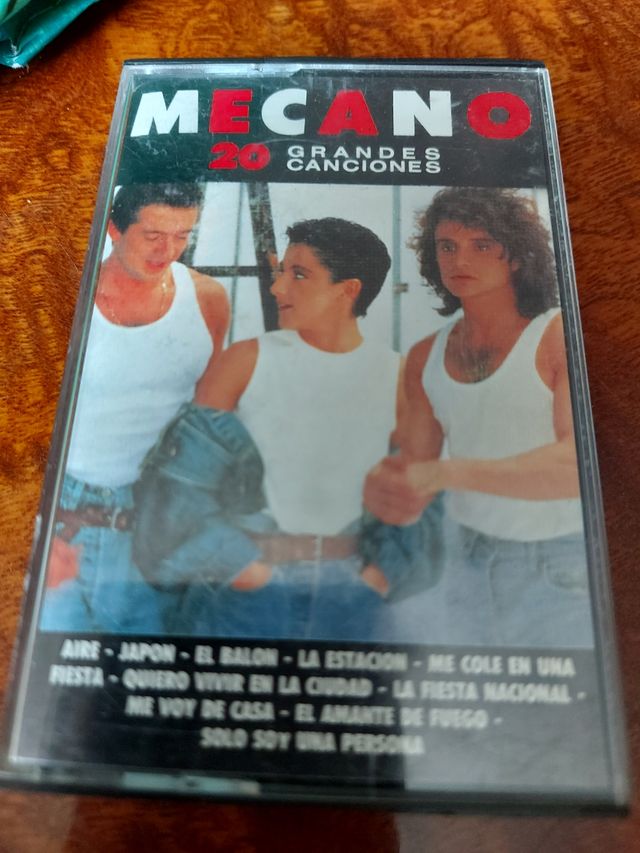 MECANO
20 GRANDES
CANCIONES
AIRE - JAPON - EL BALON - LA ESTACION - ME COLE EN UNA
FIESTA - QUIERO VIVIR EN LA CIUDAD - LA FIESTA NACIONAL -
ME VOY DE CASA - EL AMANTE DE FUEGO -
SOLO SOY UNA PERSONA